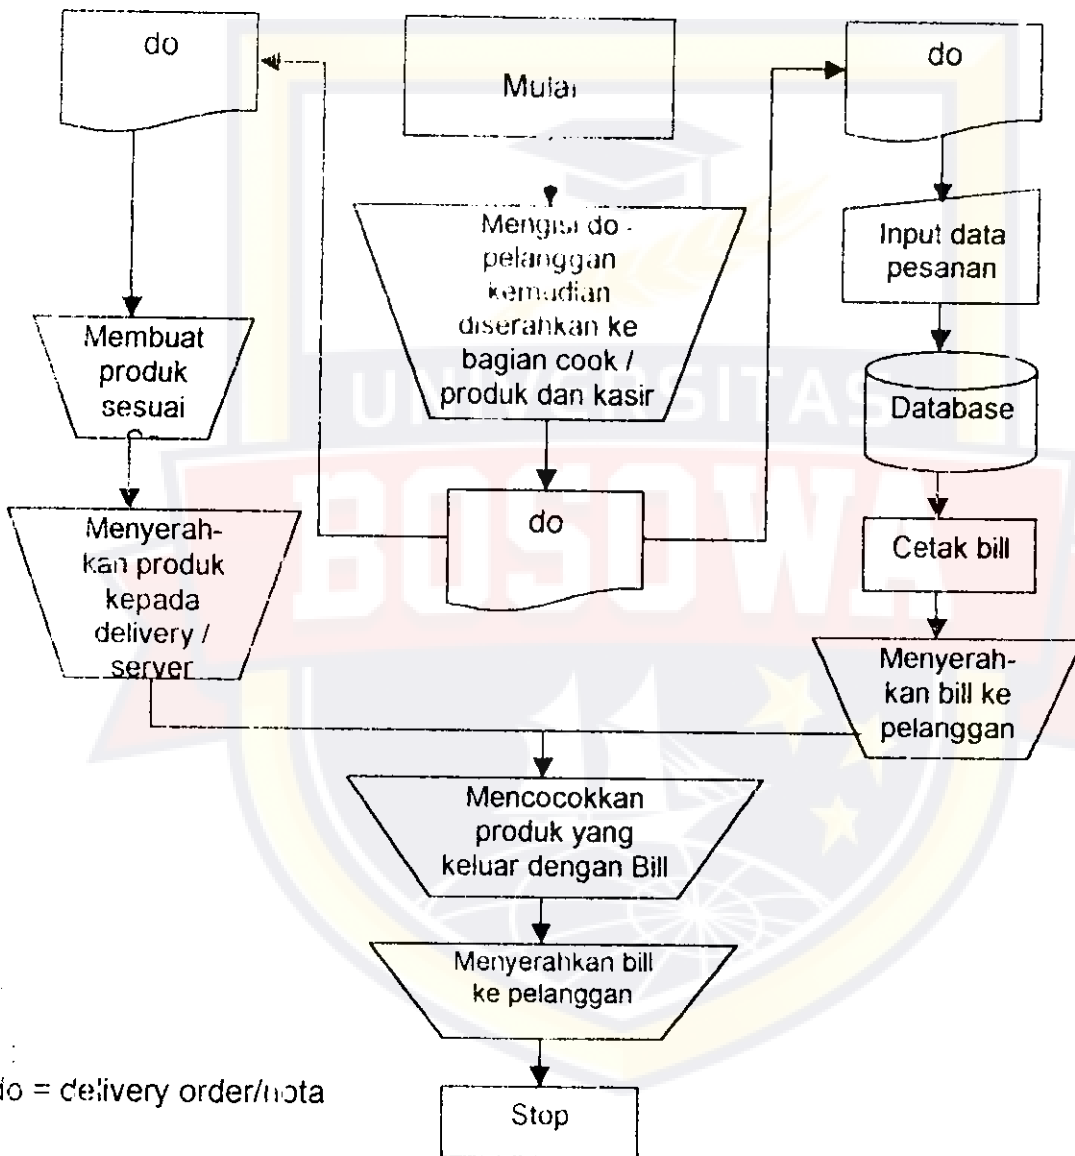 do
Mulai
do
Mengisi do -
pelanggan
kemudian
diserahkan ke
bagian cook /
produk dan kasir
Input data
pesanan
Membuat
produk
sesuai
Database
do
Cetak bill
Menyerah-
kan produk
kepada
delivery /
server
Menyerah-
kan bill ke
pelanggan
Mencocokkan
produk yang
keluar dengan Bill
Menyerahkan bill
ke pelanggan
do = delivery order/nota
Stop
UNIVERSITAS
BOSOWA